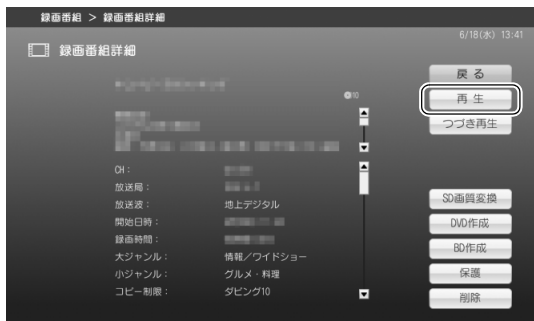 録画番組 > 録画番組詳細
6/18(水) 13:41
録画番組詳細
10
戻る
再生
つづき再生
CH：
放送局：
放送波： 地上デジタル
開始日時：
録画時間：
大ジャンル： 情報／ワイドショー
小ジャンル： グルメ・料理
コピー制限： ダビング10
SD画質変換
DVD作成
BD作成
保護
削除